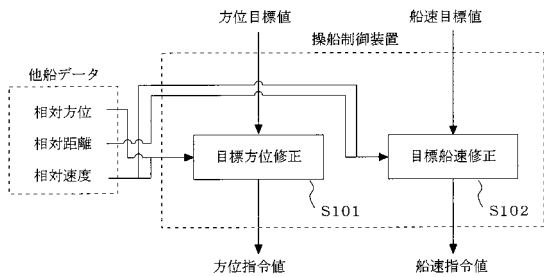 方位目標値
船速目標値
操船制御装置
他船データ
相対方位
相対距離
相対速度
目標方位修正
目標船速修正
S101
S102
方位指令値
船速指令値